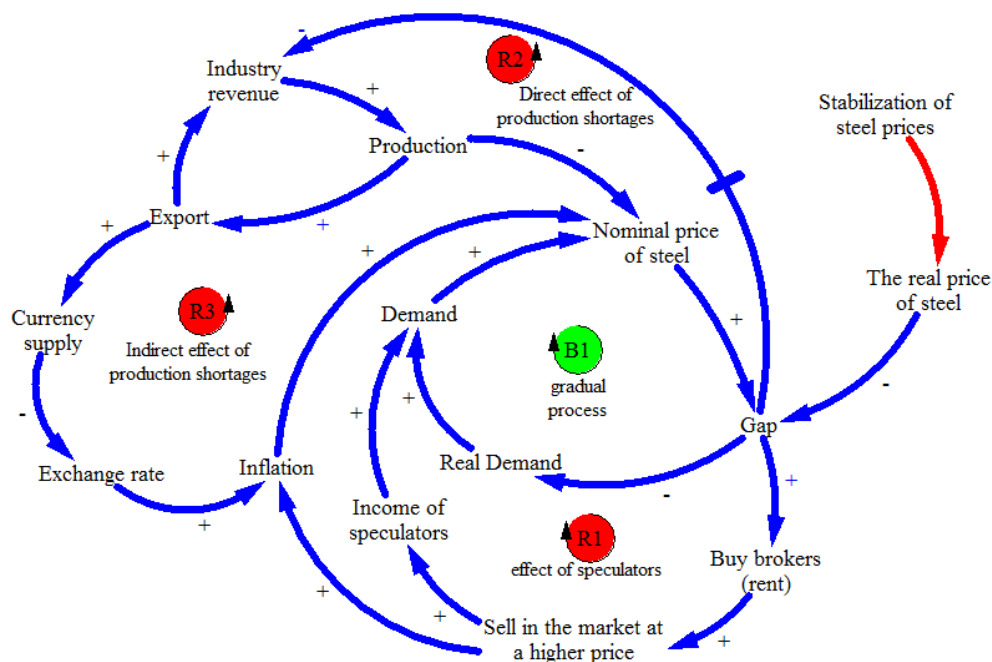 -
R2
Industry
revenue
+
Direct effect of
production shortages
Stabilization of
steel prices
Production
-
+
Export
+
+
+
+
Nominal price
of steel
The real price
of steel
R3
Demand
Currency
supply
+
B1
Indirect effect of
production shortages
gradual
process
-
+
+
Gap
-
Exchange rate
Inflation
Real Demand
-
+
+
Income of
speculators
R1
effect of speculators
Buy brokers
(rent)
+
+
Sell in the market at
a higher price
+